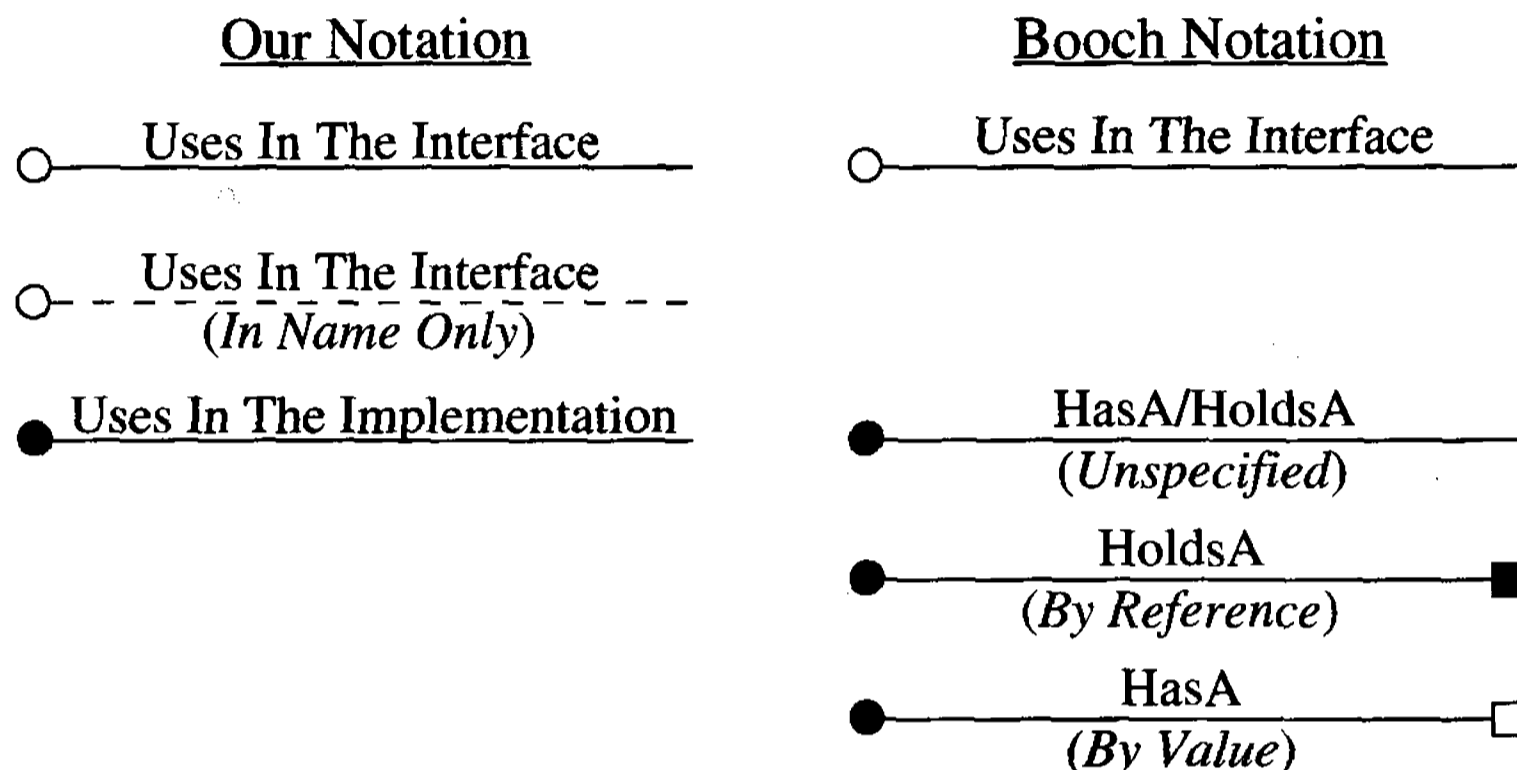 Our Notation
Booch Notation
Uses In The Interface
Uses In The Interface
Uses In The Interface
(In Name Only)
Uses In The Implementation
HasA/HoldsA
(Unspecified)
HoldsA
(By Reference)
HasA
(By Value)